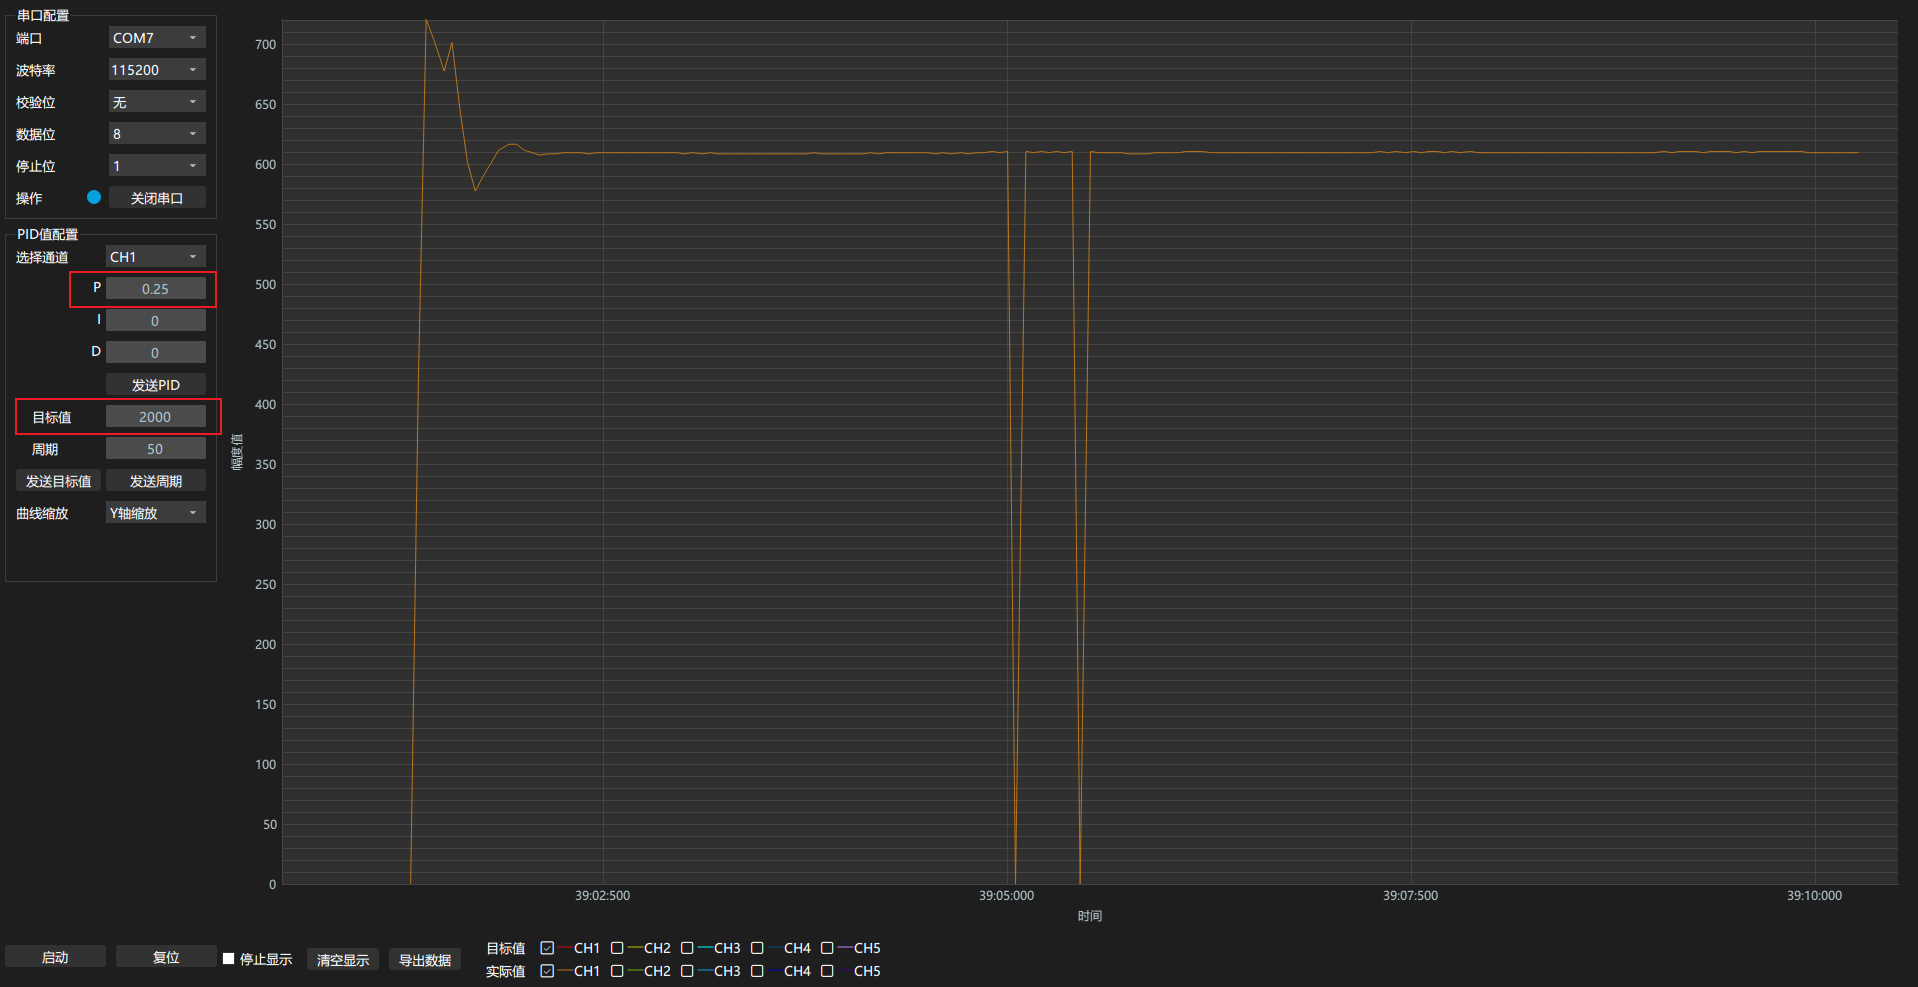 串口配置
端口 COM7
波特率 115200
校验位 无
数据位 8
停止位 1
操作 关闭串口
PID值配置
选择通道 CH1
P 0.25
I 0
D 0
发送PID
目标值 2000
周期 50
发送目标值 发送周期
曲线缩放 Y轴缩放
启动 复位
幅度值
700
650
600
550
500
450
400
350
300
250
200
150
100
50
0
39:02:500 39:05:000 39:07:500 39:10:000
时间
停止显示 清空显示 导出数据
目标值 CH1 CH2 CH3 CH4 CH5
实际值 CH1 CH2 CH3 CH4 CH5